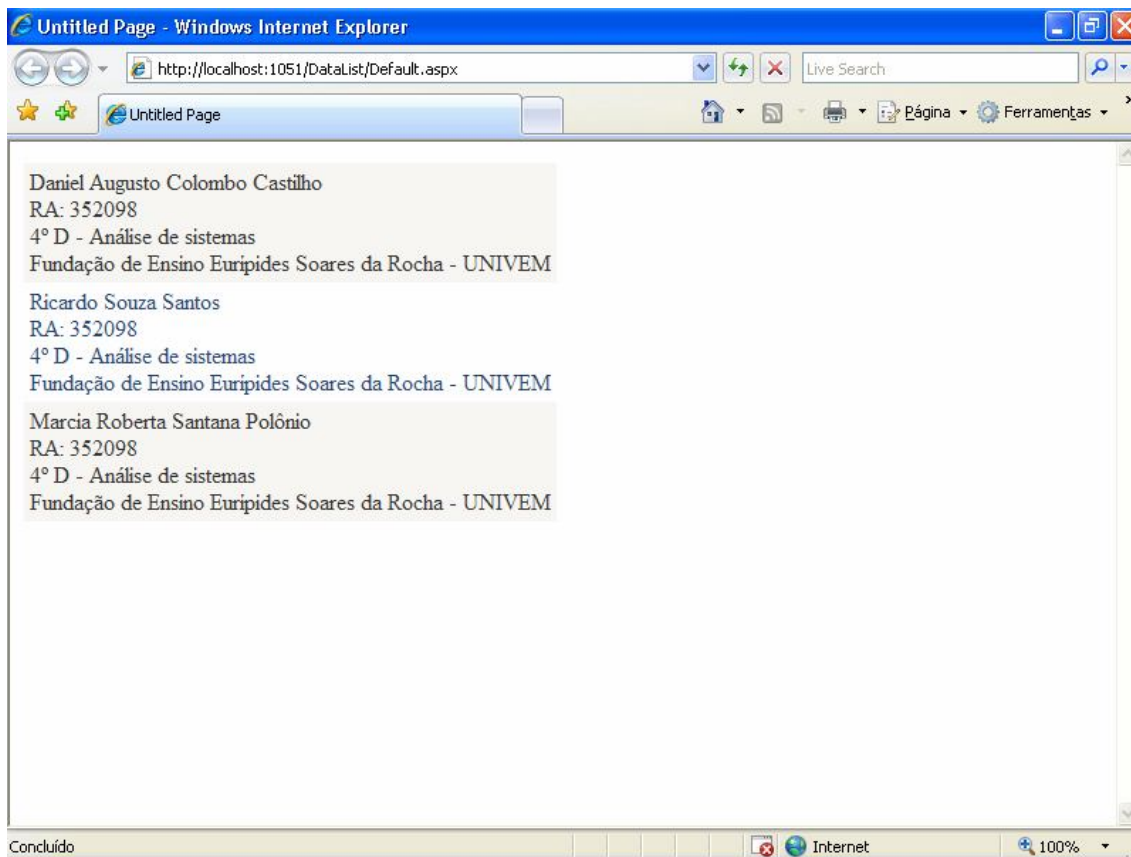 Untitled Page - Windows Internet Explorer
http://localhost:1051/DataList/Default.aspx
Live Search
Untitled Page
Página
Ferramentas
Daniel Augusto Colombo Castilho
RA: 352098
4º D - Análise de sistemas
Fundação de Ensino Euripides Soares da Rocha - UNIVEM
Ricardo Souza Santos
RA: 352098
4º D - Análise de sistemas
Fundação de Ensino Euripides Soares da Rocha - UNIVEM
Marcia Roberta Santana Polônio
RA: 352098
4º D - Análise de sistemas
Fundação de Ensino Euripides Soares da Rocha - UNIVEM
Concluído
Internet
100%